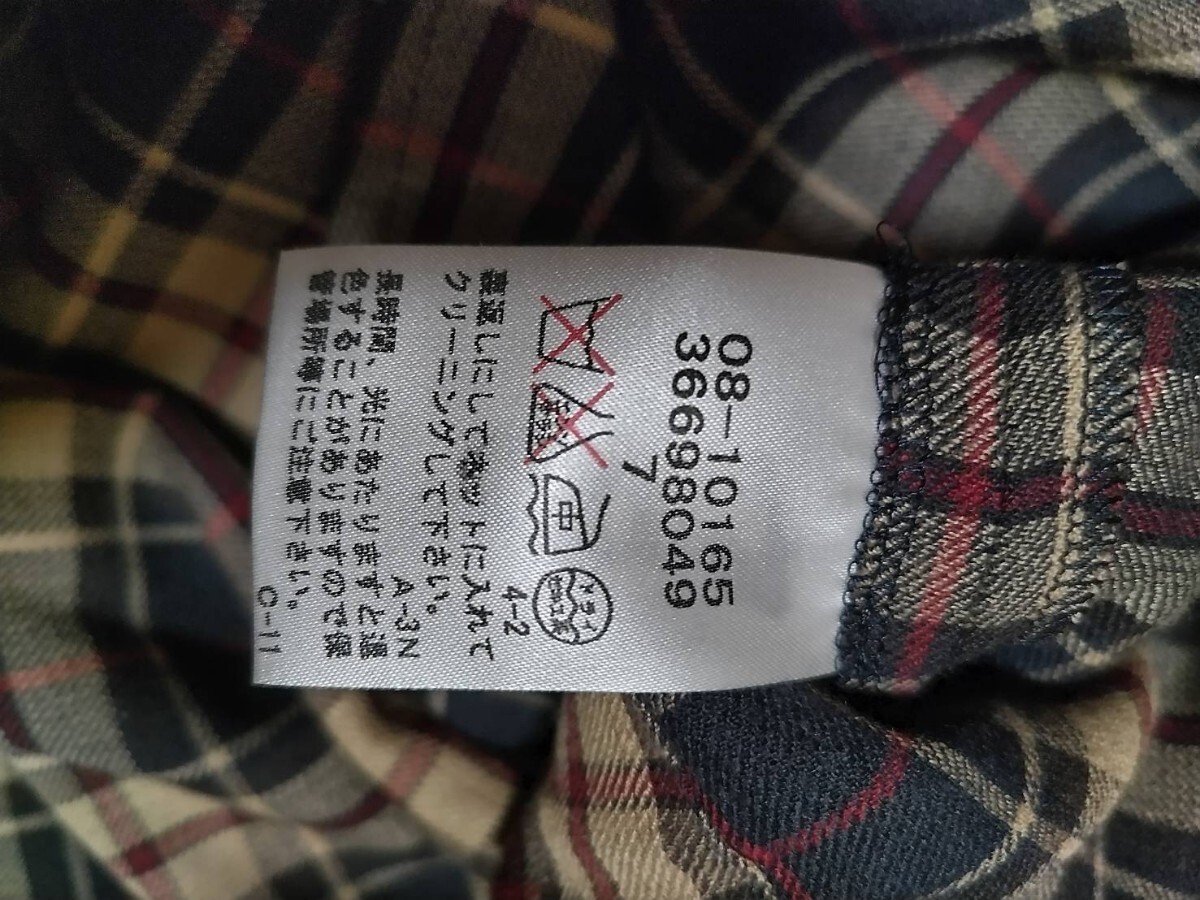 08-10165
36698049
7
4-2
裏返しにしてネットに入れて
クリーニングして下さい。
A-3N
長時間、光にあたりますと退
色することがありますので保
管場所等にご注意下さい。
C-11